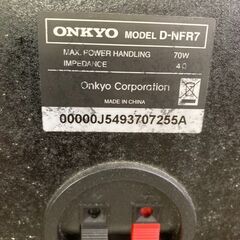 ONKYO MODEL D-NFR7
MAX. POWER HANDLING 70W
IMPEDANCE 4Ω
Onkyo Corporation
MADE IN CHINA
00000J5493707255A